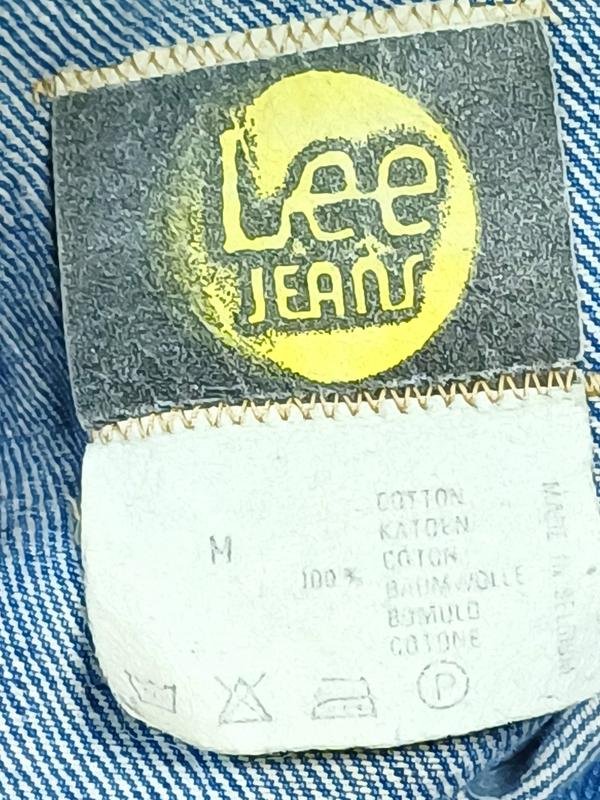 Lee
JEANS
M
100 %
COTTON
KATOEN
COTON
BAUMWOLLE
BOMULD
COTONE
MADE IN BELGIUM
P